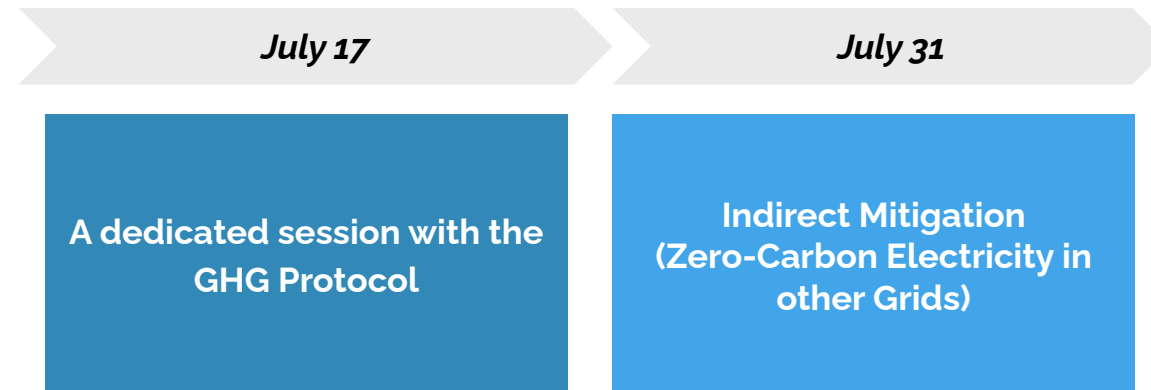 July 17
July 31
A dedicated session with the
GHG Protocol
Indirect Mitigation
(Zero-Carbon Electricity in
other Grids)